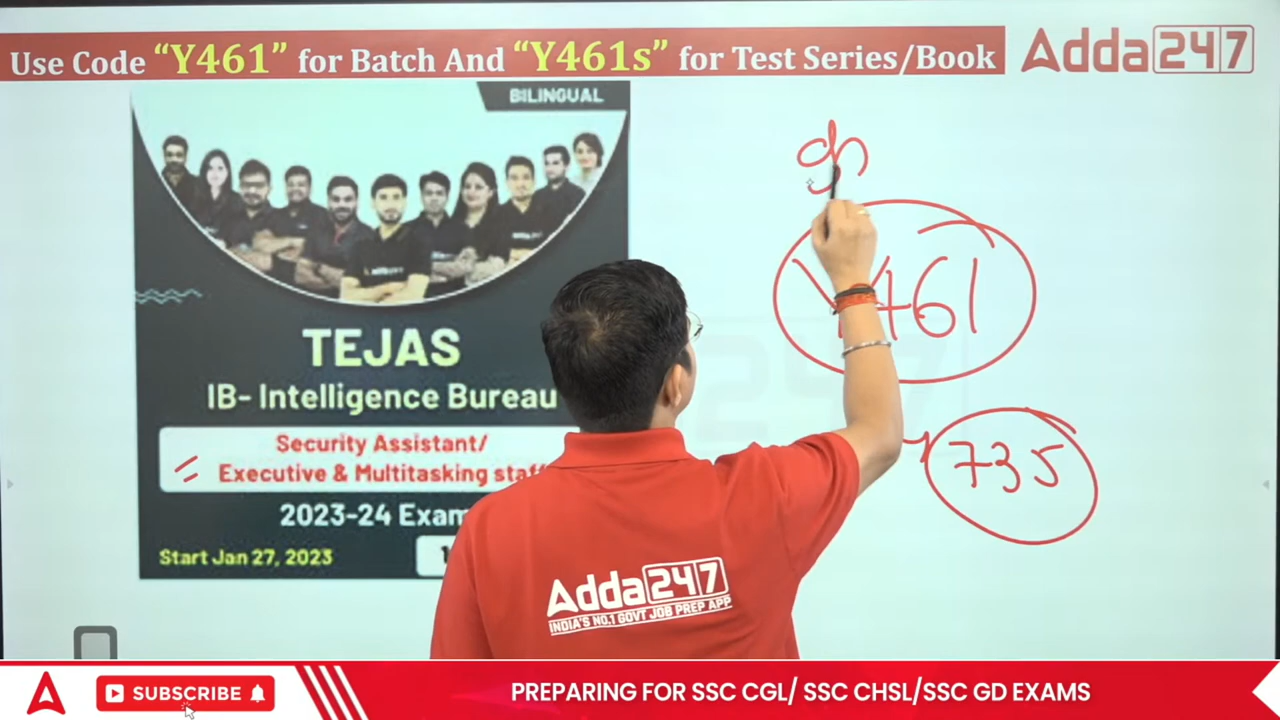 Use Code “Y461” for Batch And “Y461s” for Test Series/Book
Adda247
BILINGUAL
TEJAS
IB- Intelligence Bureau
Security Assistant/
Executive & Multitasking staff
2023-24 Exam
Start Jan 27, 2023
Y461
735
Adda247
INDIA'S NO.1 GOVT JOB PREP APP
SUBSCRIBE
PREPARING FOR SSC CGL/ SSC CHSL/SSC GD EXAMS